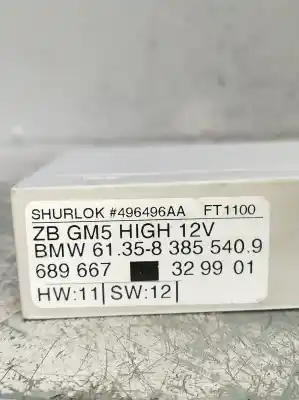 SHURLOK #496496AA FT1100
ZB GM5 HIGH 12V
BMW 61.35-8 385 540.9
689 667 32 99 01
HW:11 SW:12